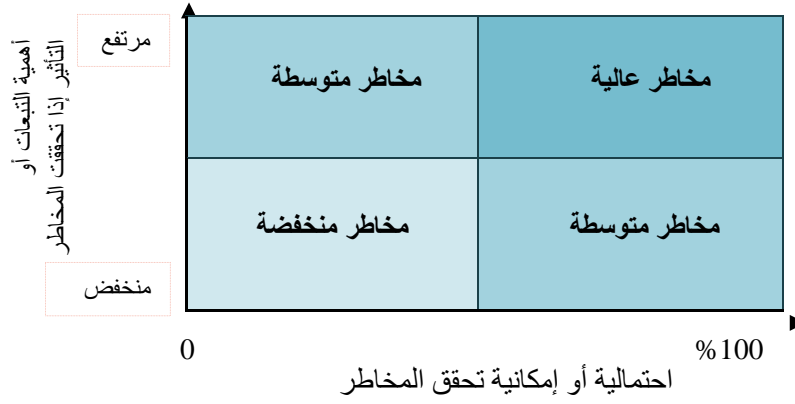 مرتفع
أهمية التبعات أو
التأثير إذا تحققت المخاطر
مخاطر عالية
مخاطر متوسطة
مخاطر متوسطة
مخاطر منخفضة
منخفض
0
%100
احتمالية أو إمكانية تحقق المخاطر